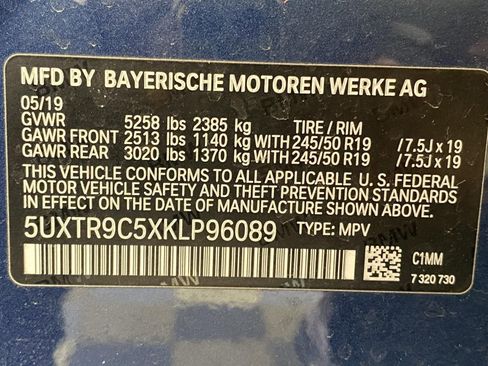 MFD BY BAYERISCHE MOTOREN WERKE AG
05/19
GVWR 5258 lbs 2385 kg TIRE / RIM
GAWR FRONT 2513 lbs 1140 kg WITH 245/50 R19 / 7.5J x 19
GAWR REAR 3020 lbs 1370 kg WITH 245/50 R19 / 7.5J x 19
THIS VEHICLE CONFORMS TO ALL APPLICABLE U. S. FEDERAL
MOTOR VEHICLE SAFETY AND THEFT PREVENTION STANDARDS
IN EFFECT ON THE DATE OF MANUFACTURE SHOWN ABOVE.
5UXTR9C5XKLP96089 TYPE: MPV
C1MM
7 320 730